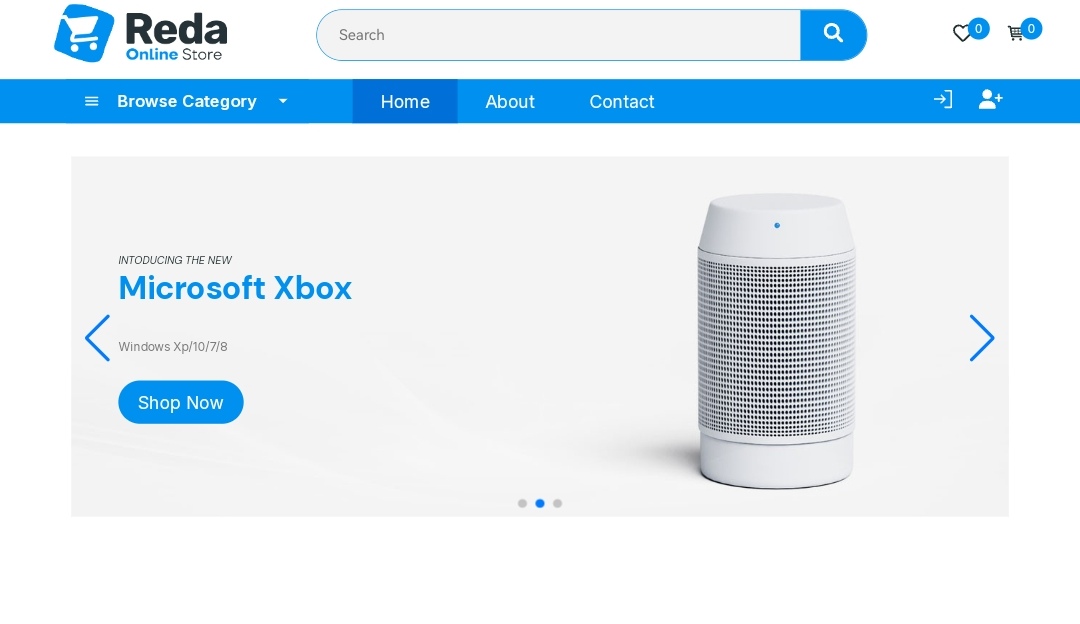 Reda
Online Store
Search
0
0
Browse Category
Home
About
Contact
INTODUCING THE NEW
Microsoft Xbox
Windows Xp/10/7/8
Shop Now